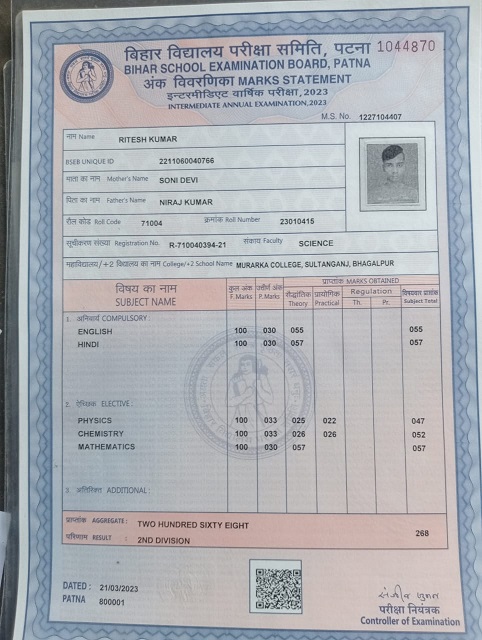 बिहार विद्यालय परीक्षा समिति, पटना 1044870
BIHAR SCHOOL EXAMINATION BOARD, PATNA
अंक विवरणिका MARKS STATEMENT
इन्टरमीडिएट वार्षिक परीक्षा, 2023
INTERMEDIATE ANNUAL EXAMINATION, 2023
M.S. No. 1227104407
नाम Name RITESH KUMAR
BSEB UNIQUE ID 2211060040766
माता का नाम Mother's Name SONI DEVI
पिता का नाम Father's Name NIRAJ KUMAR
रौल कोड Roll Code 71004 क्रमांक Roll Number 23010415
सूचीकरण संख्या Registration No. R-710040394-21 संकाय Faculty SCIENCE
महाविद्यालय/+2 विद्यालय का नाम College/+2 School Name MURARKA COLLEGE, SULTANGANJ, BHAGALPUR
विषय का नाम
SUBJECT NAME
कुल अंक
F.Marks
उत्तीर्ण अंक
P.Marks
प्राप्तांक MARKS OBTAINED
सैद्धांतिक
Theory
प्रायोगिक
Practical
Regulation
Th. Pr.
विषयवार प्राप्तांक
Subject Total
1. अनिवार्य COMPULSORY :
ENGLISH 100 030 055 055
HINDI 100 030 057 057
2. ऐच्छिक ELECTIVE :
PHYSICS 100 033 025 022 047
CHEMISTRY 100 033 026 026 052
MATHEMATICS 100 030 057 057
3. अतिरिक्त ADDITIONAL :
प्राप्तांक AGGREGATE : TWO HUNDRED SIXTY EIGHT 268
परिणाम RESULT : 2ND DIVISION
DATED : 21/03/2023
PATNA 800001
परीक्षा नियंत्रक
Controller of Examination